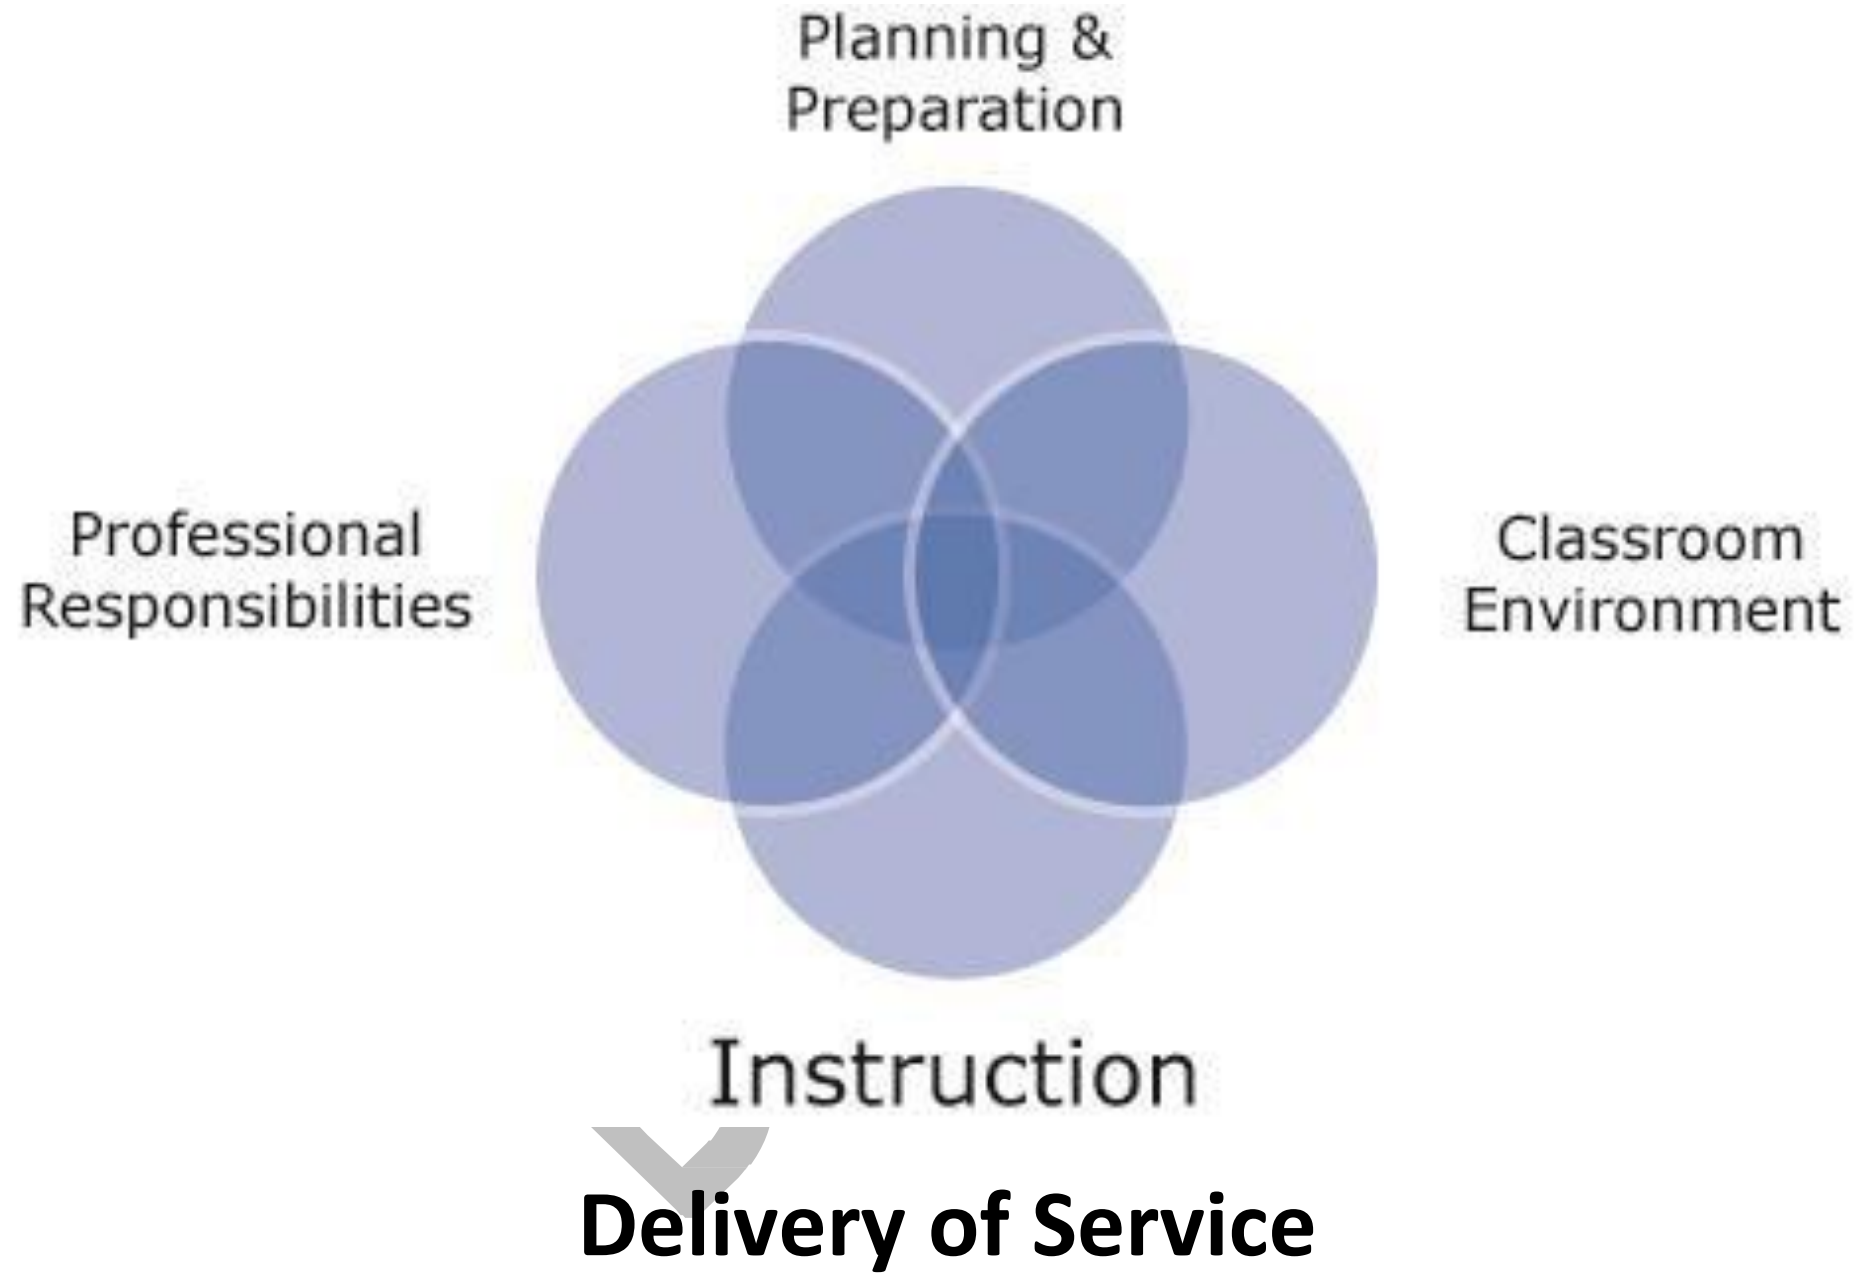 Planning &
Preparation
Professional
Responsibilities
Classroom
Environment
Instruction
Delivery of Service